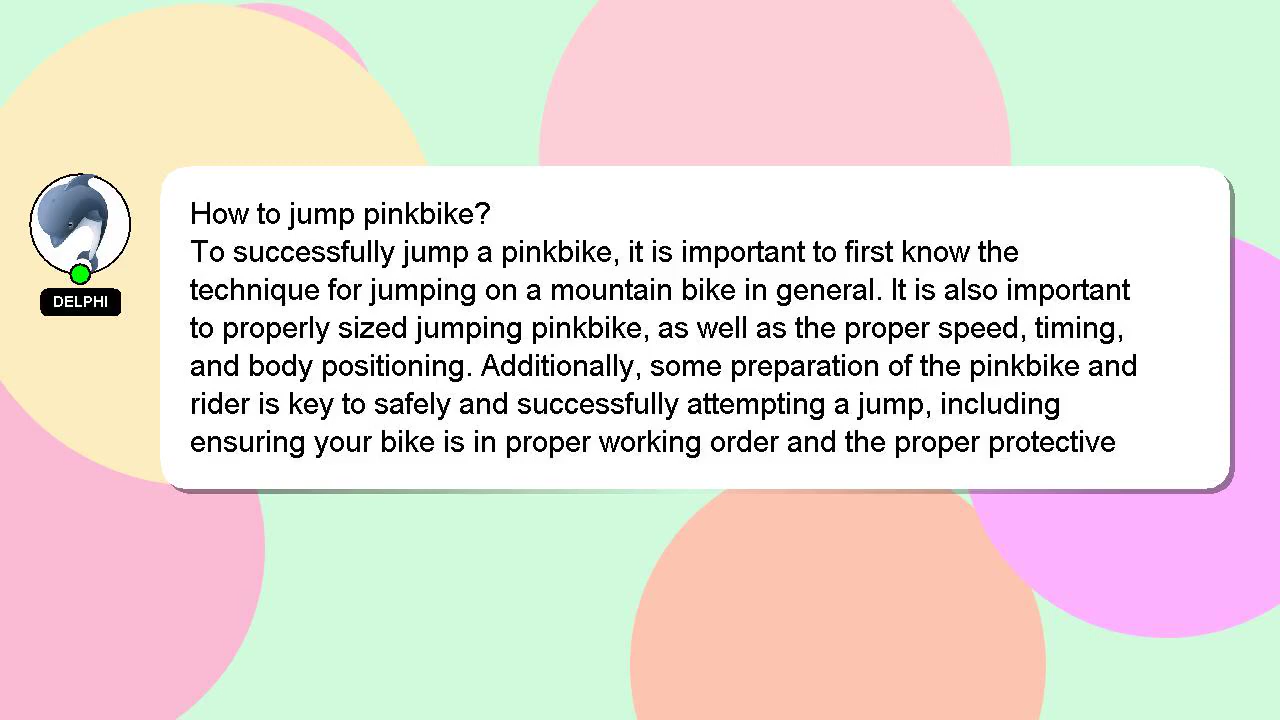 How to jump pinkbike?
To successfully jump a pinkbike, it is important to first know the
technique for jumping on a mountain bike in general. It is also important
to properly sized jumping pinkbike, as well as the proper speed, timing,
and body positioning. Additionally, some preparation of the pinkbike and
rider is key to safely and successfully attempting a jump, including
ensuring your bike is in proper working order and the proper protective
DELPHI